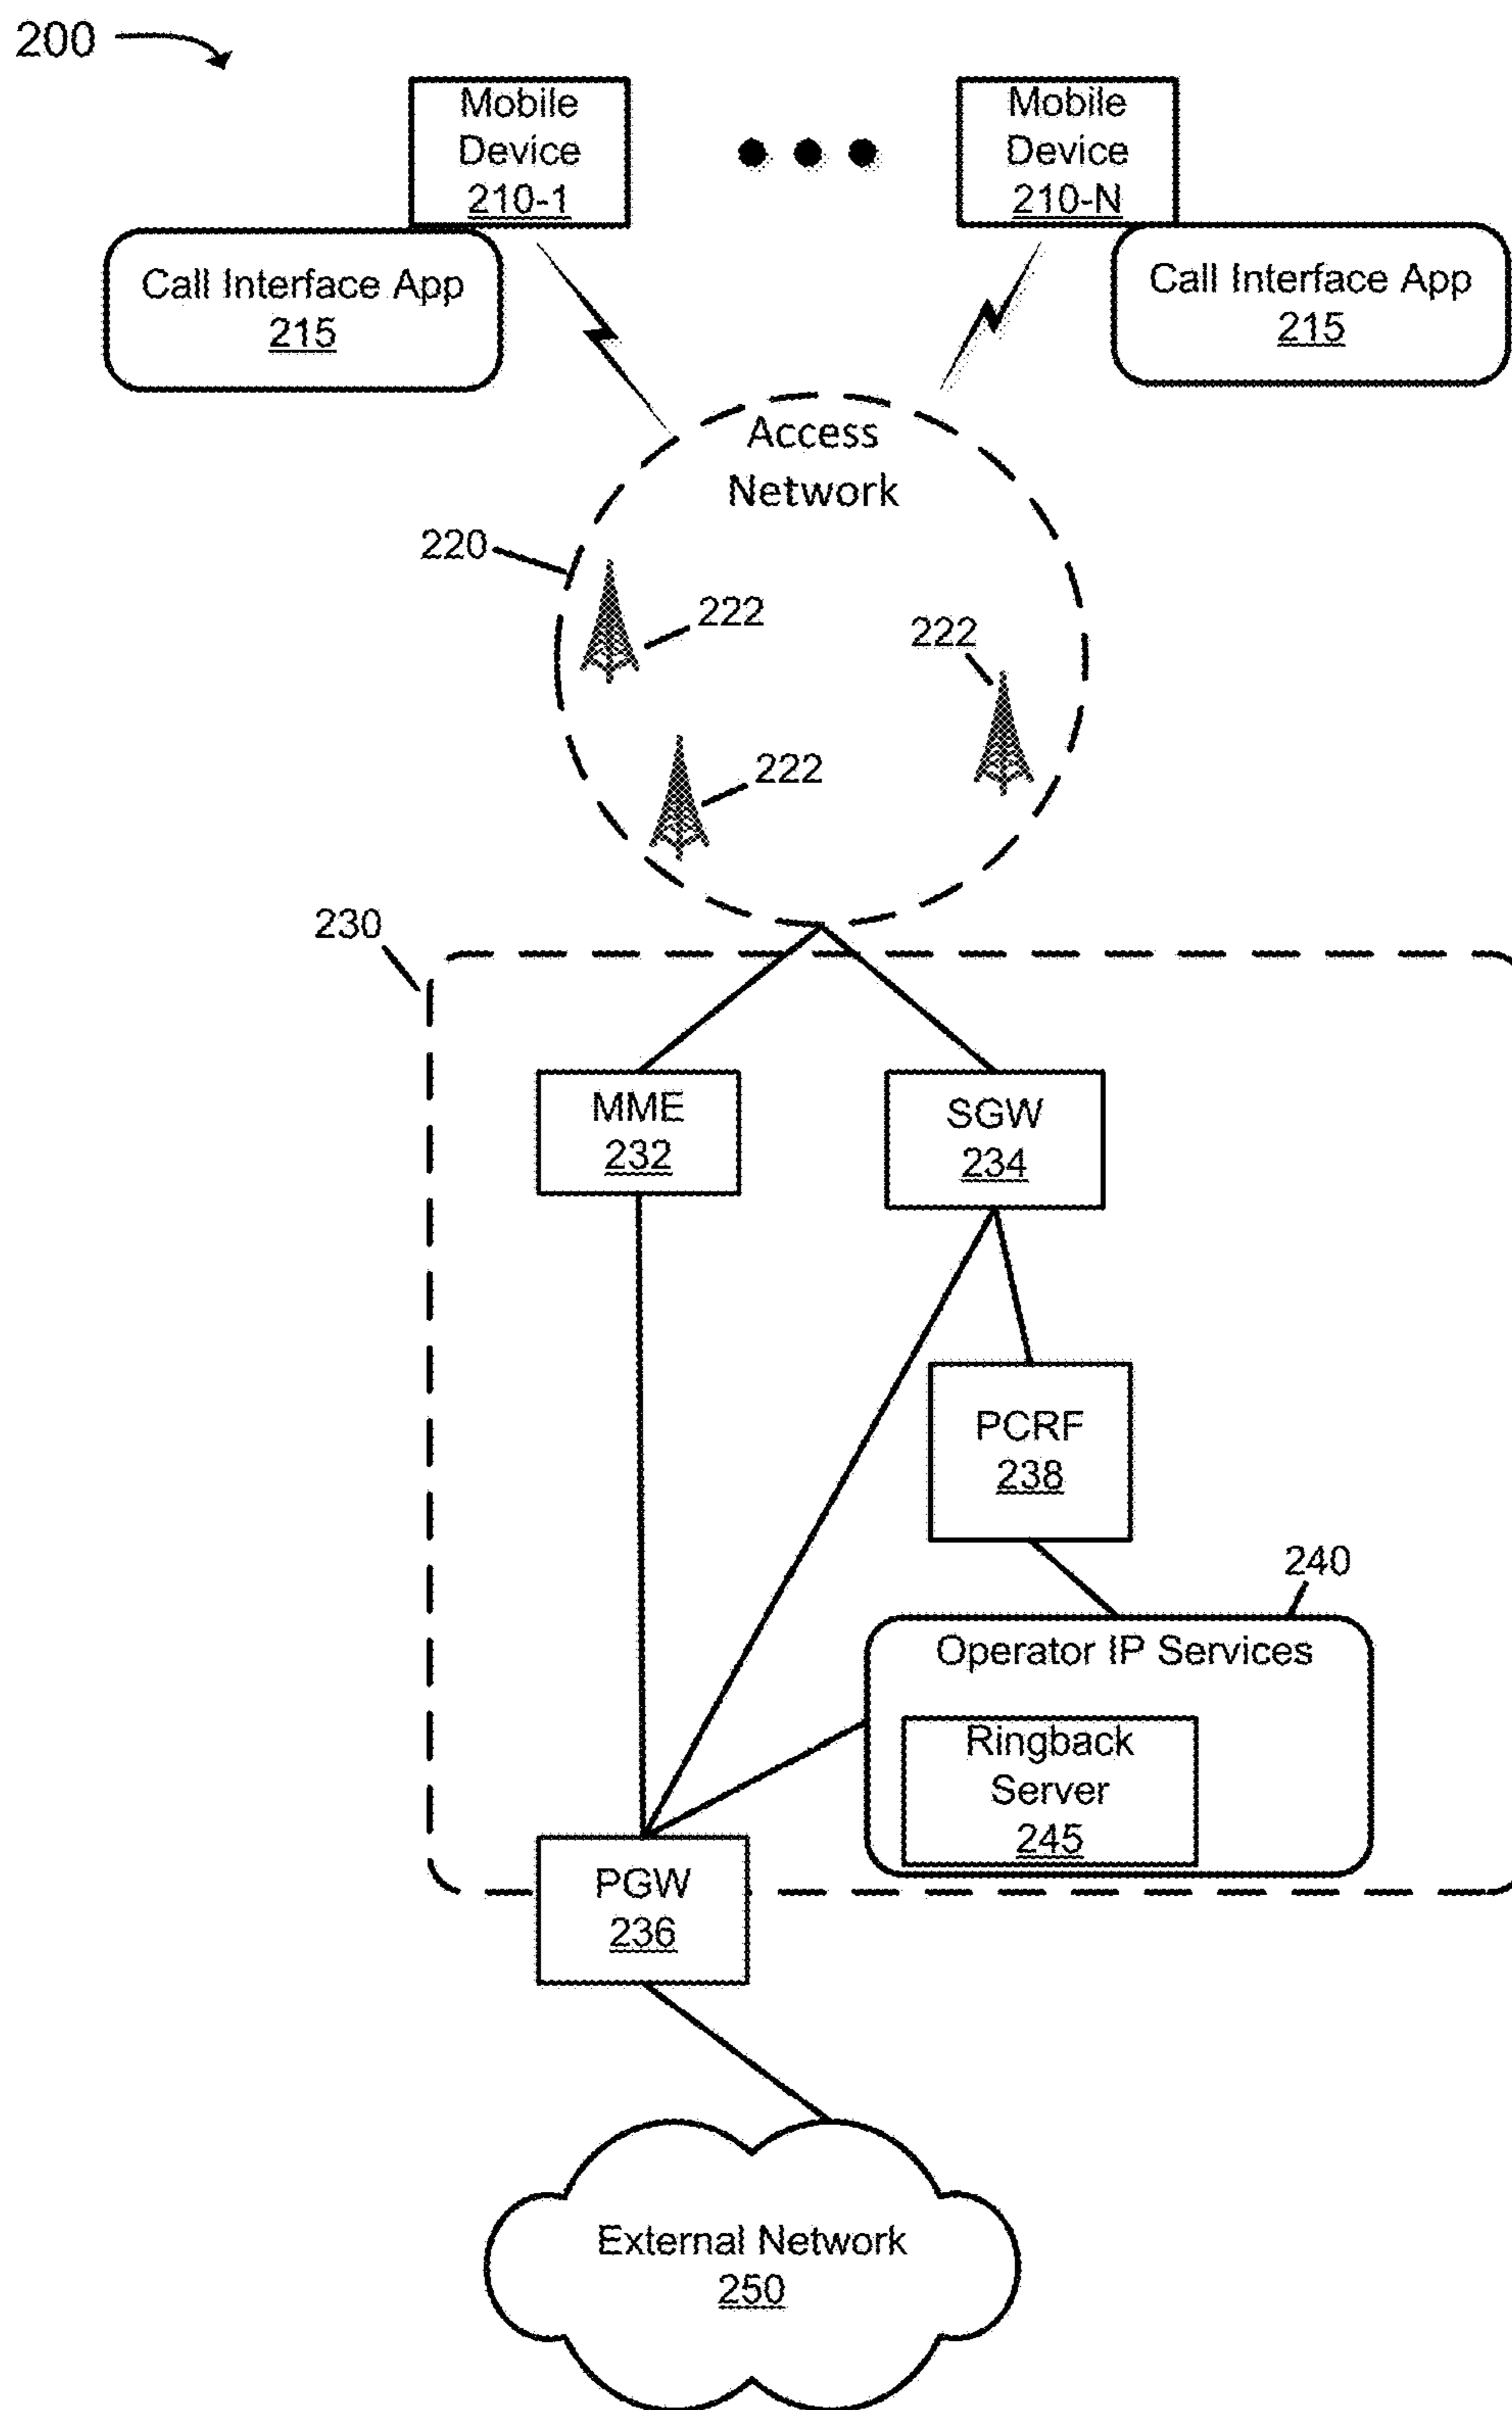 200
Mobile
Device
210-1
Mobile
Device
210-N
Call Interface App
215
Call Interface App
215
Access
Network
220
222
222
222
230
MME
232
SGW
234
PCRF
238
240
Operator IP Services
Ringback
Server
245
PGW
236
External Network
250